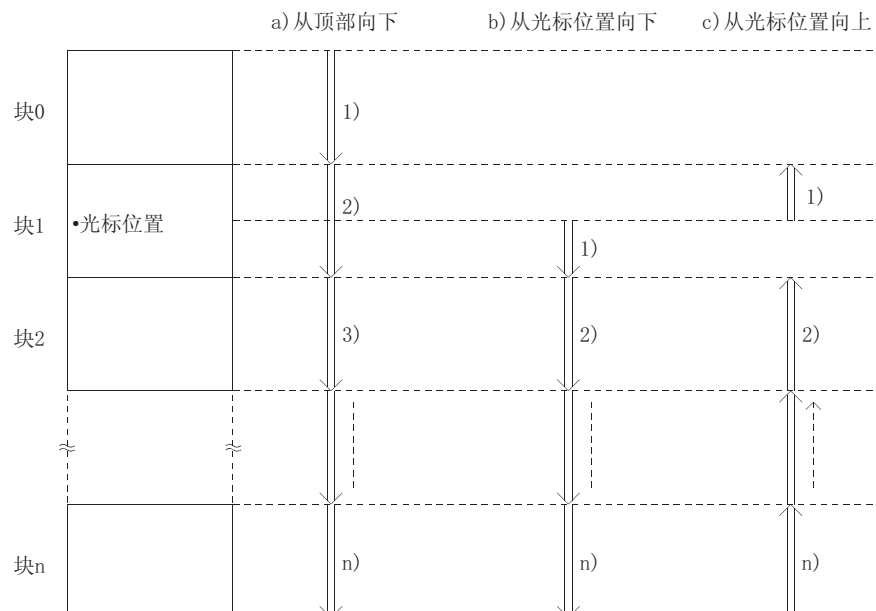 a)从顶部向下 b)从光标位置向下 c)从光标位置向上
块0 1)
2) 1)
块1 •光标位置
1)
块2 3) 2) 2)
块n n) n) n)